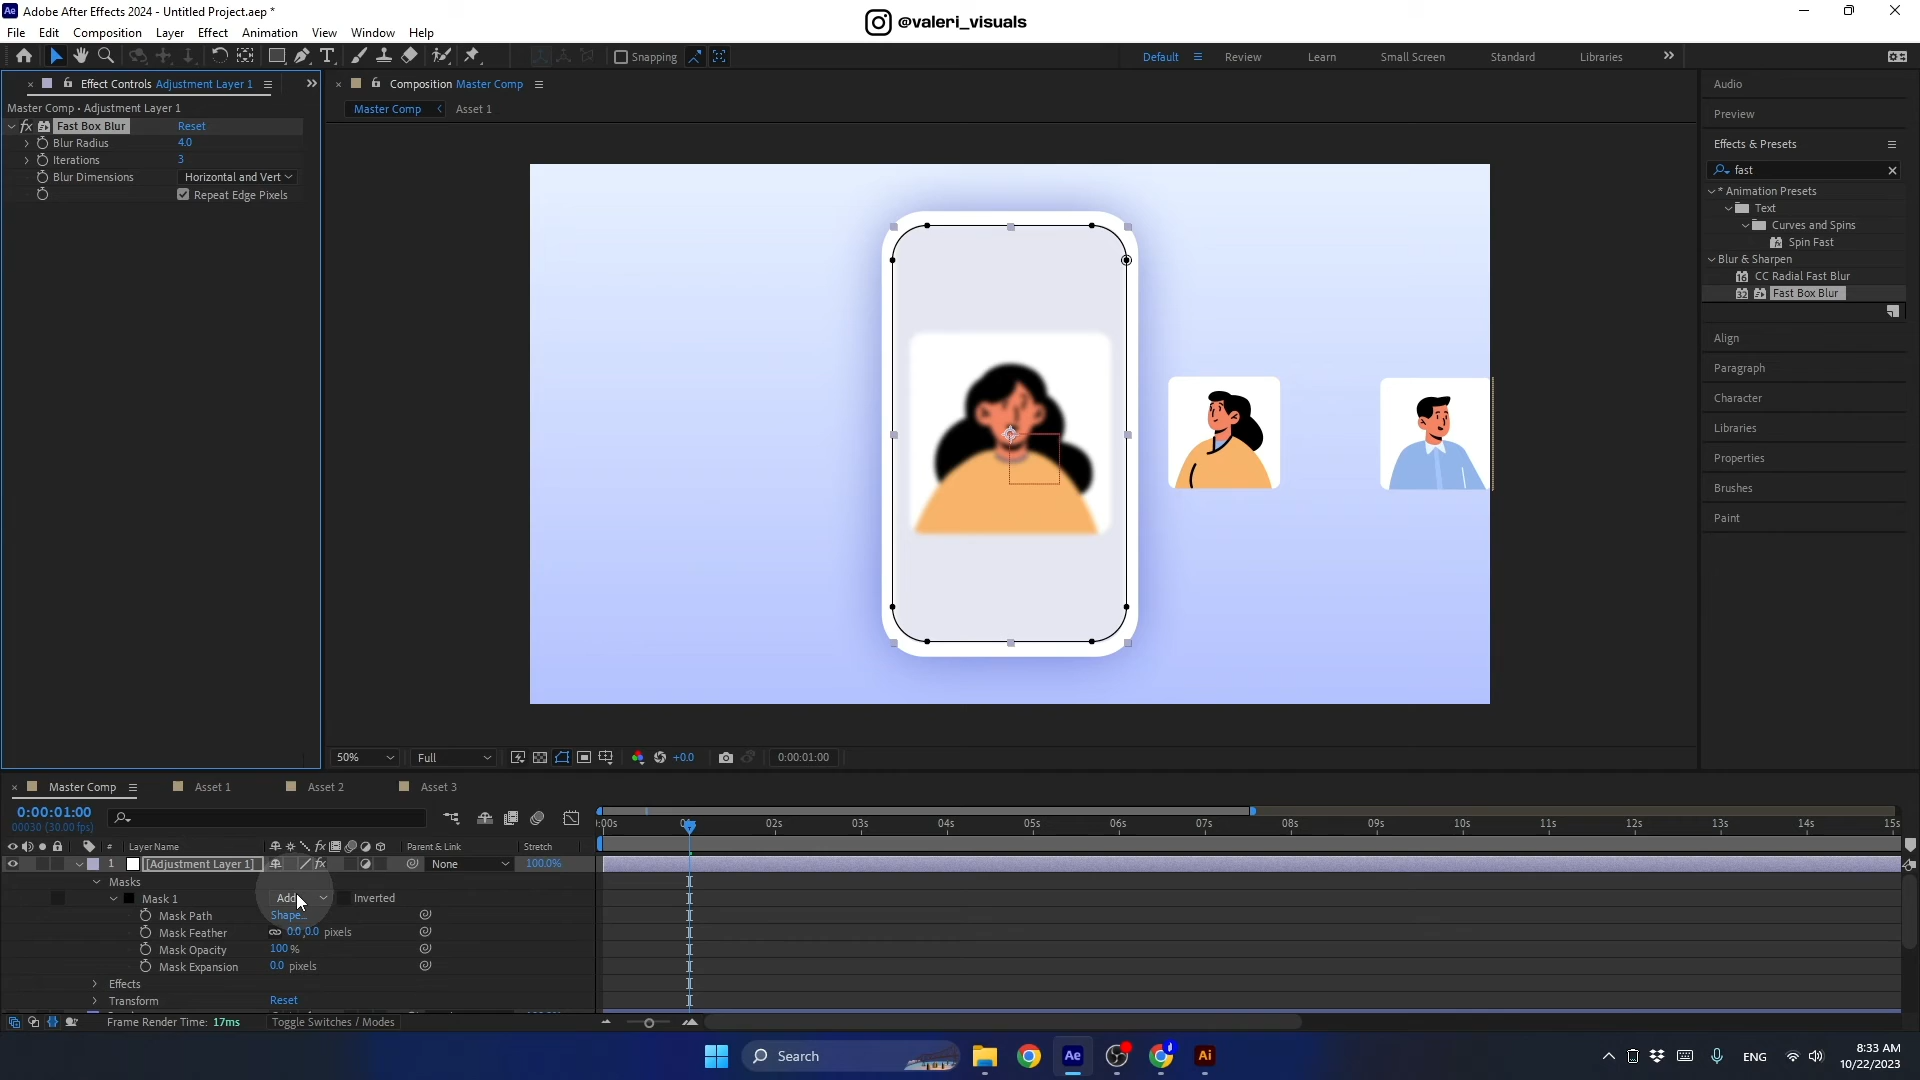 Adobe After Effects 2024 - Untitled Project.aep *
@valeri_visuals
File Edit Composition Layer Effect Animation View Window Help
Snapping
Default Review Learn Small Screen Standard Libraries
Effect Controls Adjustment Layer 1
Master Comp • Adjustment Layer 1
fx Fast Box Blur Reset
Blur Radius 4.0
Iterations 3
Blur Dimensions Horizontal and Vert
Repeat Edge Pixels
Composition Master Comp
Master Comp Asset 1
Audio
Preview
Effects & Presets
fast
* Animation Presets
Text
Curves and Spins
Spin Fast
Blur & Sharpen
CC Radial Fast Blur
Fast Box Blur
Align
Paragraph
Character
Libraries
Properties
Brushes
Paint
50% Full +0.0 0:00:01:00
Master Comp Asset 1 Asset 2 Asset 3
0:00:01:00
00030 (30.00 fps)
:00s 02s 03s 04s 05s 06s 07s 08s 09s 10s 11s 12s 13s 14s 15s
# Layer Name Parent & Link Stretch
1 [Adjustment Layer 1] None 100.0%
Masks
Mask 1 Add Inverted
Mask Path Shape...
Mask Feather 0.0,0.0 pixels
Mask Opacity 100 %
Mask Expansion 0.0 pixels
Effects
Transform Reset
Frame Render Time: 17ms Toggle Switches / Modes
Search
Ae
Ai
ENG
8:33 AM
10/22/2023